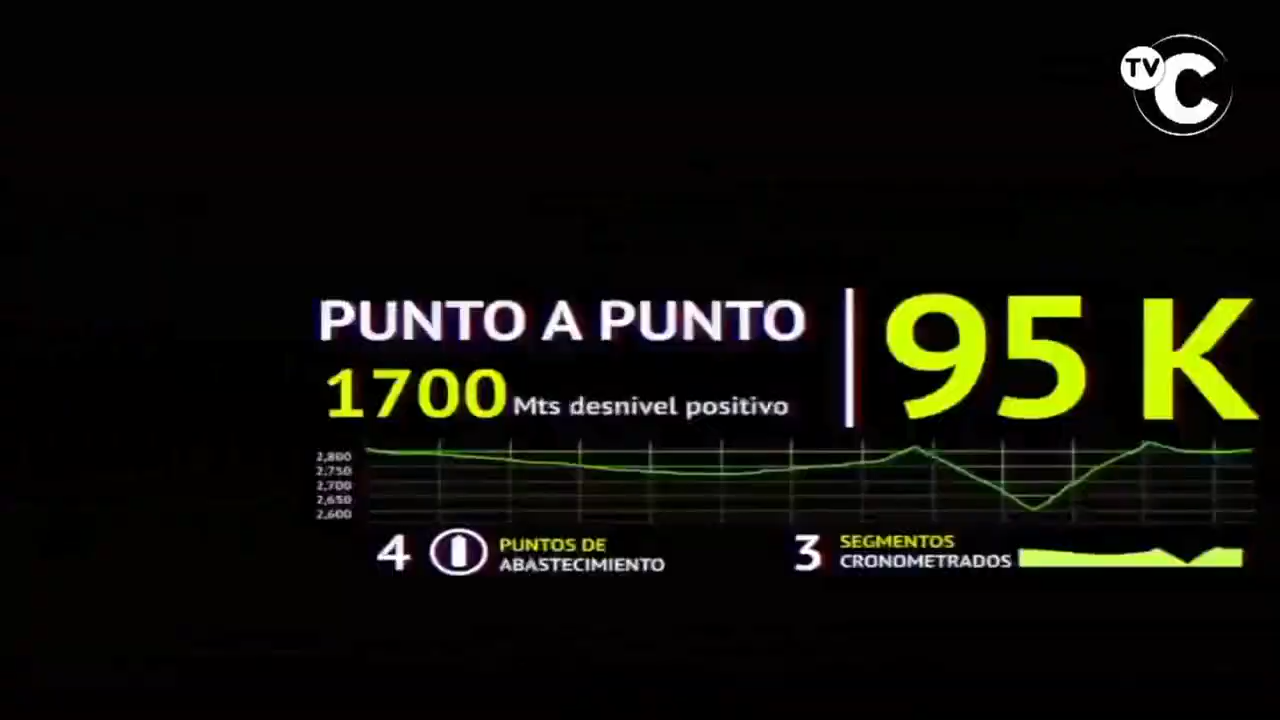 TV C
PUNTO A PUNTO
95 K
1700 Mts desnivel positivo
2,800
2,750
2,700
2,650
2,600
4 PUNTOS DE
ABASTECIMIENTO
3 SEGMENTOS
CRONOMETRADOS